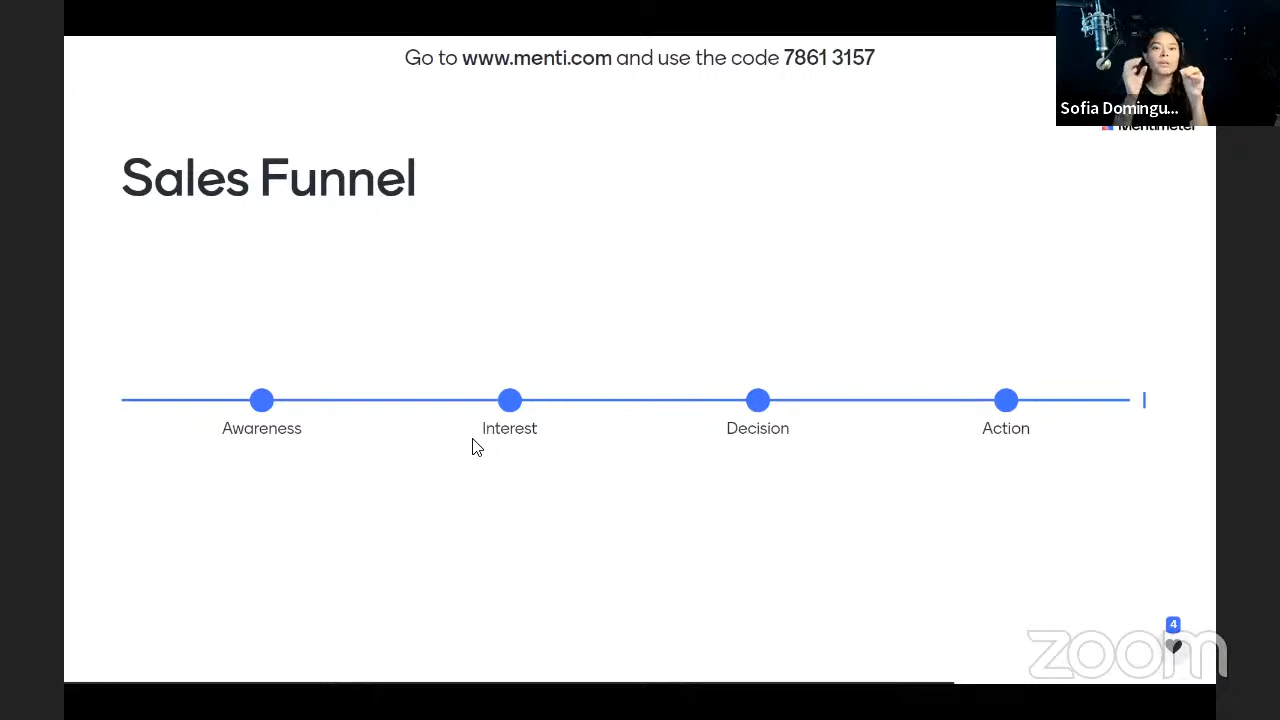 Go to www.menti.com and use the code 7861 3157
Sofia Domingu...
Mentimeter
Sales Funnel
Awareness
Interest
Decision
Action
4
zoom